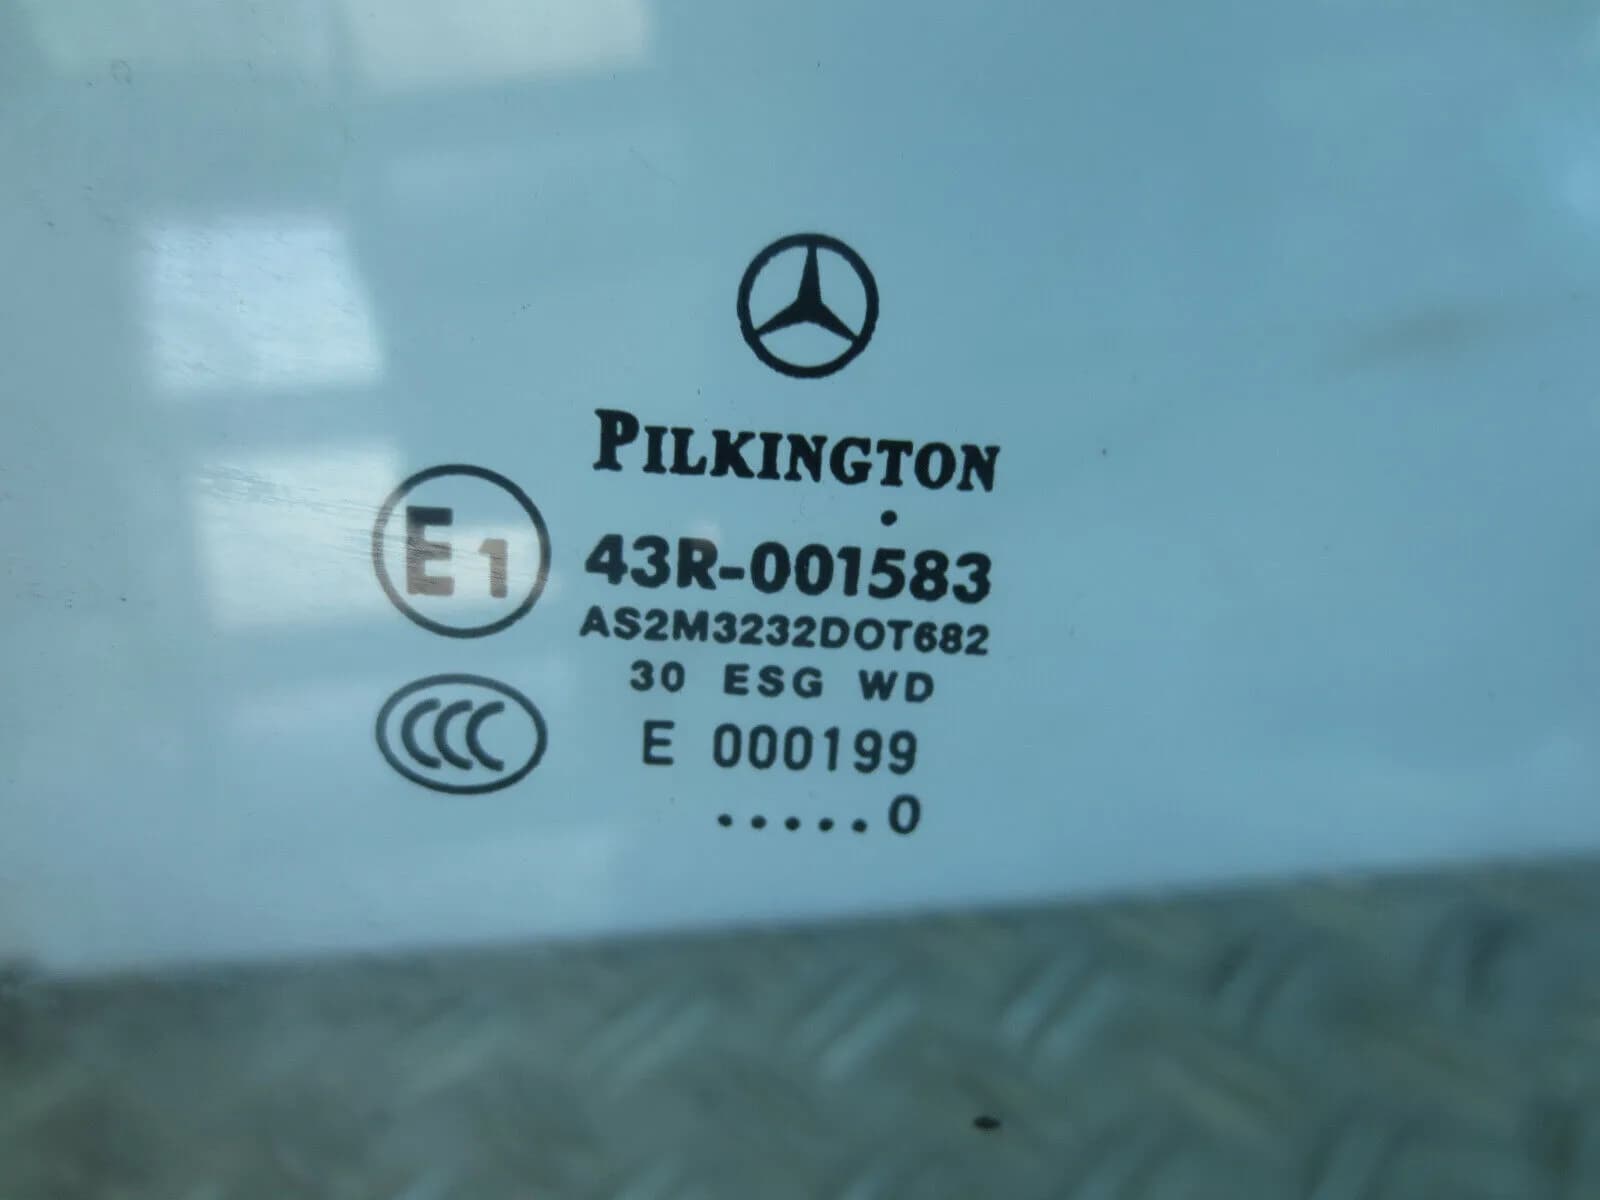 PILKINGTON
.
E1
43R-001583
AS2M3232DOT682
30 ESG WD
CCC
E 000199
.....0